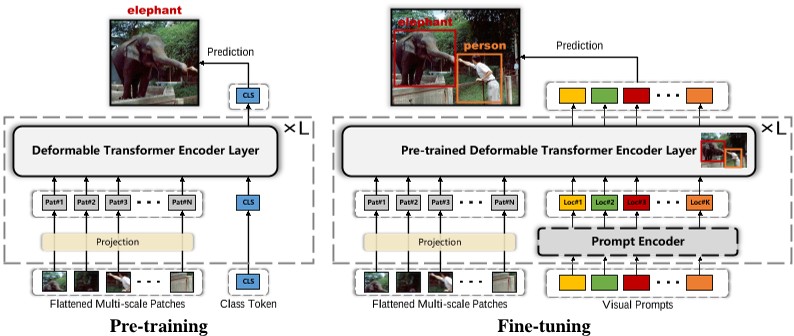 elephant
Prediction
CLS
×L
Deformable Transformer Encoder Layer
Pat#1 Pat#2 Pat#3 Pat#N CLS
Projection
CLS
Flattened Multi-scale Patches Class Token
Pre-training
elephant
person
Prediction
×L
Pre-trained Deformable Transformer Encoder Layer
Pat#1 Pat#2 Pat#3 Pat#N Loc#1 Loc#2 Loc#3 Loc#K
Projection
Prompt Encoder
Flattened Multi-scale Patches Visual Prompts
Fine-tuning